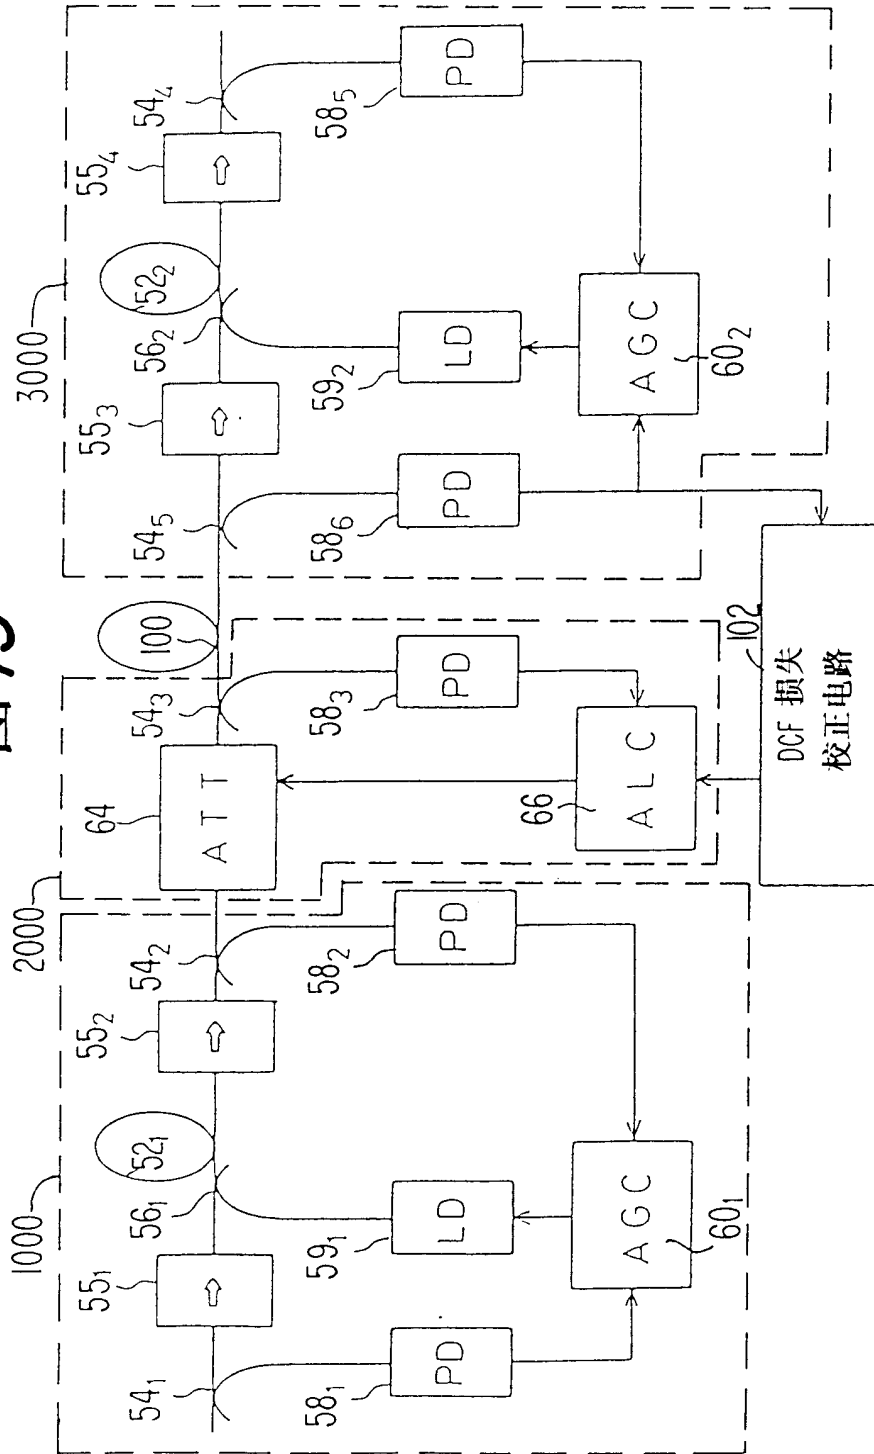 1000
2000
3000
54₁
55₁
56₁
52₁
55₂
54₂
64
ATT
54₃
100
54₅
55₃
56₂
52₂
55₄
54₄
58₁
PD
59₁
LD
58₂
PD
58₃
PD
58₆
PD
59₂
LD
58₅
PD
AGC
60₁
66
ALC
AGC
60₂
102
DCF 损失
校正电路